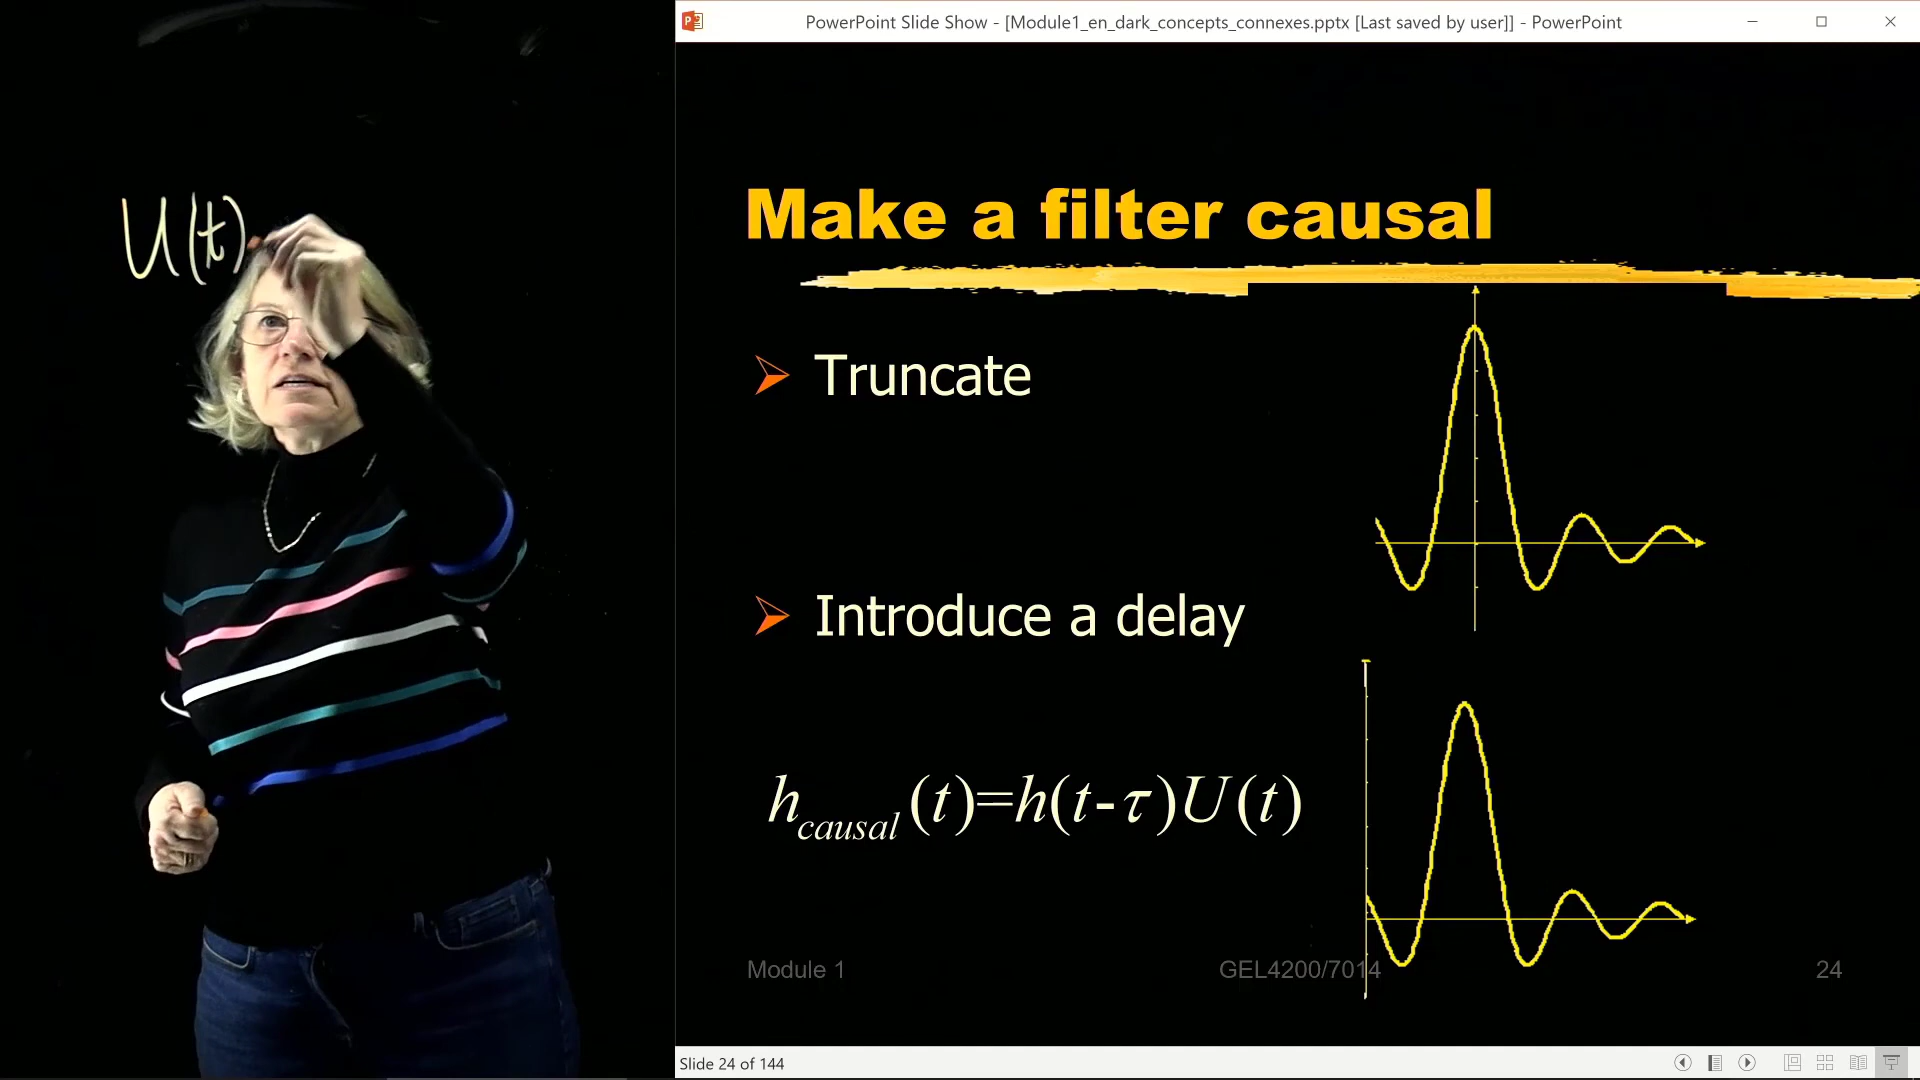 U(t)
PowerPoint Slide Show - [Module1_en_dark_concepts_connexes.pptx [Last saved by user]] - PowerPoint
Make a filter causal
Truncate
Introduce a delay
h_causal(t)=h(t-τ)U(t)
Module 1
GEL4200/7014
24
Slide 24 of 144